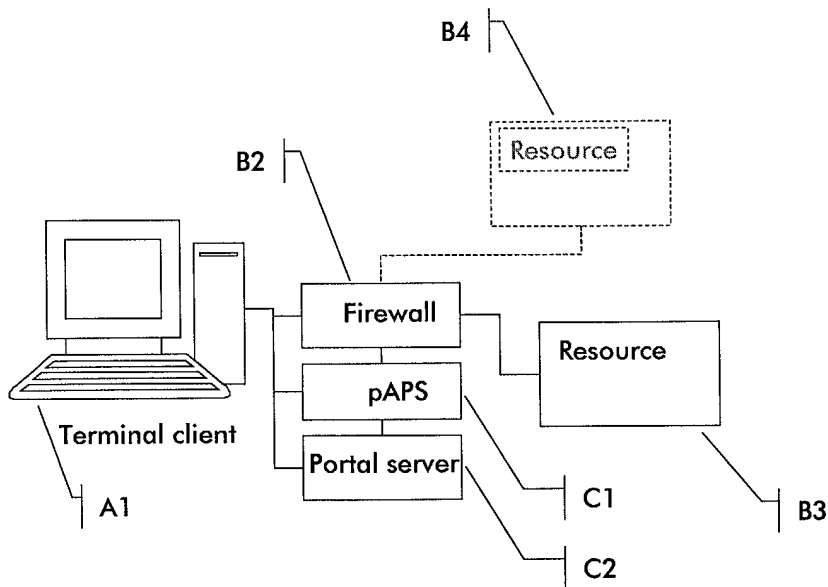 B4
Resource
B2
Firewall
Resource
pAPS
Terminal client
Portal server
A1
C1
B3
C2